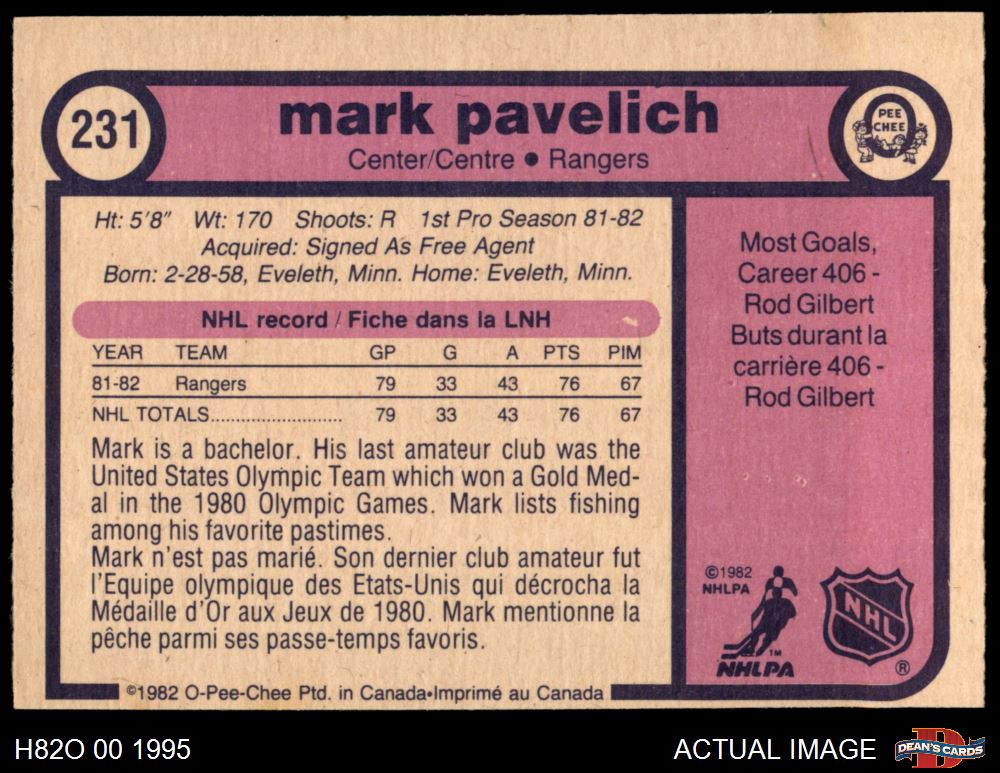 231
mark pavelich
Center/Centre • Rangers
O
PEE
CHEE
Ht: 5'8" Wt: 170 Shoots: R 1st Pro Season 81-82
Acquired: Signed As Free Agent
Born: 2-28-58, Eveleth, Minn. Home: Eveleth, Minn.
NHL record / Fiche dans la LNH
YEAR TEAM GP G A PTS PIM
81-82 Rangers 79 33 43 76 67
NHL TOTALS.......................... 79 33 43 76 67
Mark is a bachelor. His last amateur club was the
United States Olympic Team which won a Gold Med-
al in the 1980 Olympic Games. Mark lists fishing
among his favorite pastimes.
Mark n'est pas marié. Son dernier club amateur fut
l'Equipe olympique des Etats-Unis qui décrocha la
Médaille d'Or aux Jeux de 1980. Mark mentionne la
pêche parmi ses passe-temps favoris.
©1982 O-Pee-Chee Ptd. in Canada•Imprimé au Canada
Most Goals,
Career 406 -
Rod Gilbert
Buts durant la
carrière 406 -
Rod Gilbert
©1982
NHLPA
TM
NHLPA
NHL
®
H82O 00 1995
ACTUAL IMAGE
D
DEAN'S CARDS